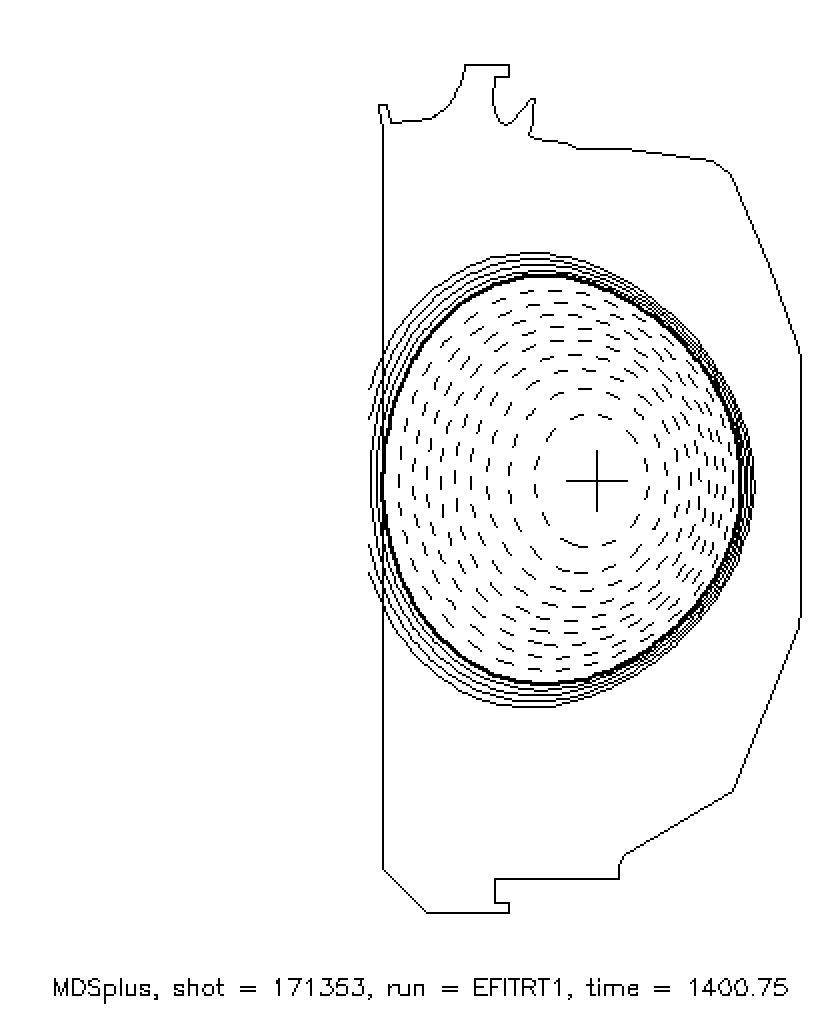 MDSplus, shot = 171353, run = EFITRT1, time = 1400.75